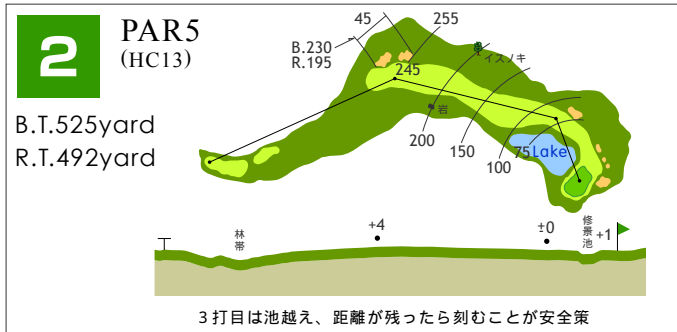 2
PAR5
(HC13)
B.T.525yard
R.T.492yard
45
255
B.230
R.195
245
イスノキ
岩
200
150
100
75
Lake
林帯
+4
±0
修景池
+1
3打目は池越え、距離が残ったら刻むことが安全策